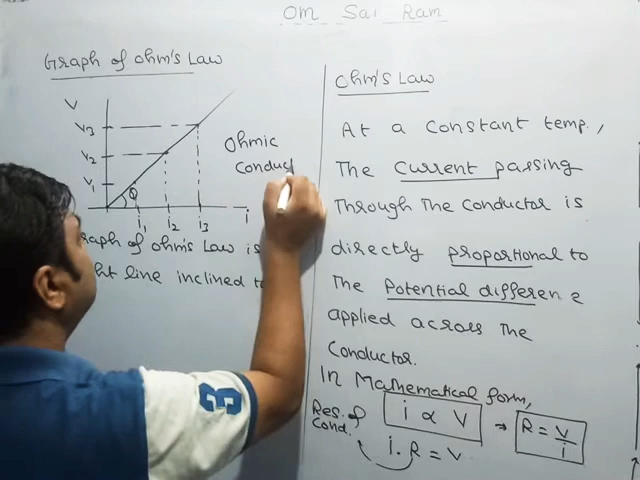 Om Sai Ram
Graph of Ohm's Law
V
V3
V2
V1
θ
i1 i2 i3 i
Ohmic
conduct
raph of ohm's Law is
ht line inclined to
Ohm's Law
At a constant temp.,
The current passing
Through The conductor is
directly proportional to
The Potential differen e
applied across The
Conductor.
In Mathematical form,
i ∝ V → R = V/i
Res. of
Cond.
i. R = V